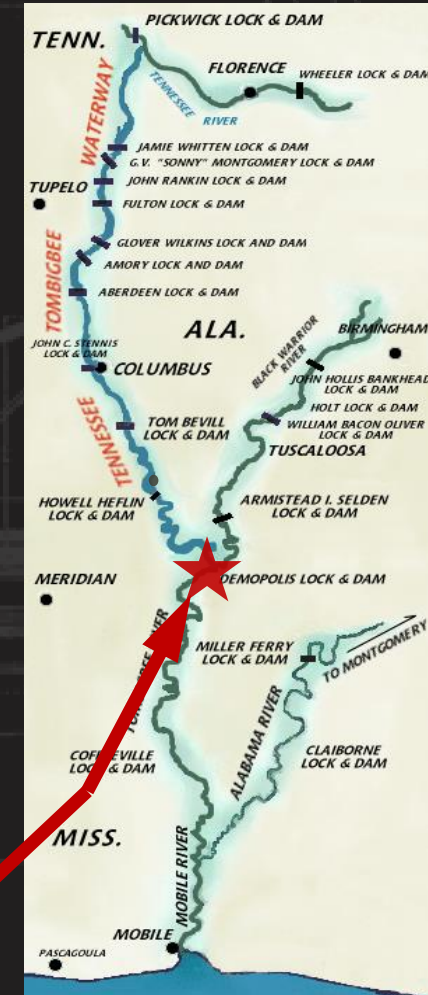 PICKWICK LOCK & DAM
TENN.
FLORENCE
WHEELER LOCK & DAM
TENNESSEE
RIVER
WATERWAY
JAMIE WHITTEN LOCK & DAM
G.V. "SONNY" MONTGOMERY LOCK & DAM
JOHN RANKIN LOCK & DAM
TUPELO
FULTON LOCK & DAM
GLOVER WILKINS LOCK AND DAM
AMORY LOCK AND DAM
ABERDEEN LOCK & DAM
TOMBIGBEE
ALA.
BLACK WARRIOR
RIVER
BIRMINGHAM
JOHN C. STENNIS
LOCK & DAM
COLUMBUS
JOHN HOLLIS BANKHEAD
LOCK & DAM
HOLT LOCK & DAM
WILLIAM BACON OLIVER
LOCK & DAM
TENNESSEE
TOM BEVILL
LOCK & DAM
TUSCALOOSA
HOWELL HEFLIN
LOCK & DAM
ARMISTEAD I. SELDEN
LOCK & DAM
MERIDIAN
DEMOPOLIS LOCK & DAM
MILLER FERRY
LOCK & DAM
TO MONTGOMERY
ALABAMA RIVER
CLAIBORNE
LOCK & DAM
LOCK & DAM
MISS.
MOBILE RIVER
MOBILE
PASCAGOULA